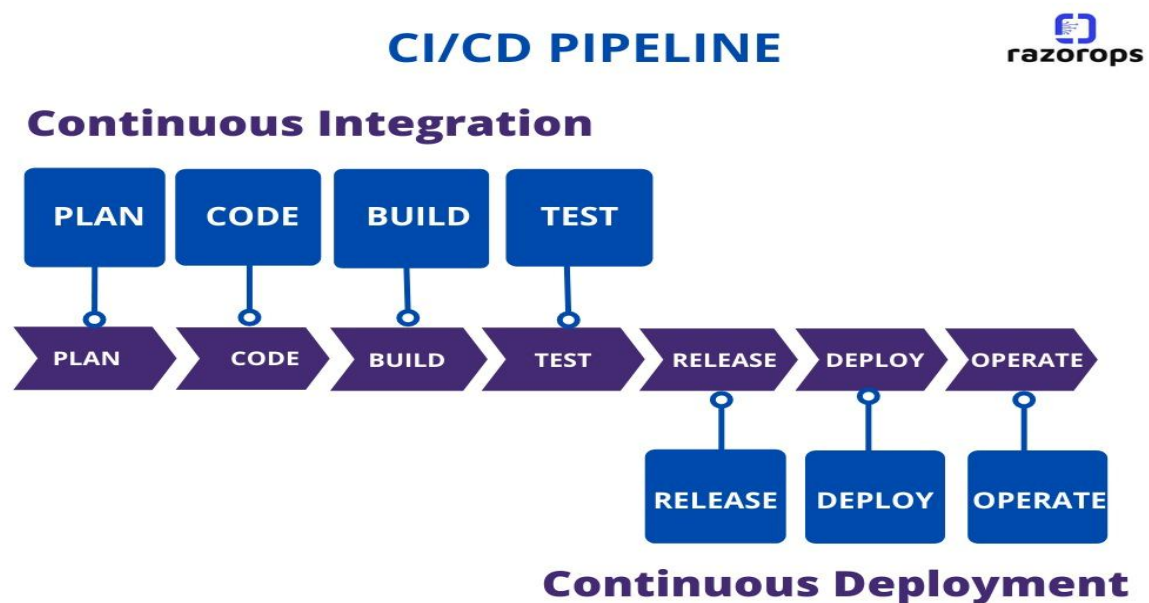 CI/CD PIPELINE
razorops
Continuous Integration
PLAN CODE BUILD TEST
PLAN CODE BUILD TEST RELEASE DEPLOY OPERATE
RELEASE DEPLOY OPERATE
Continuous Deployment